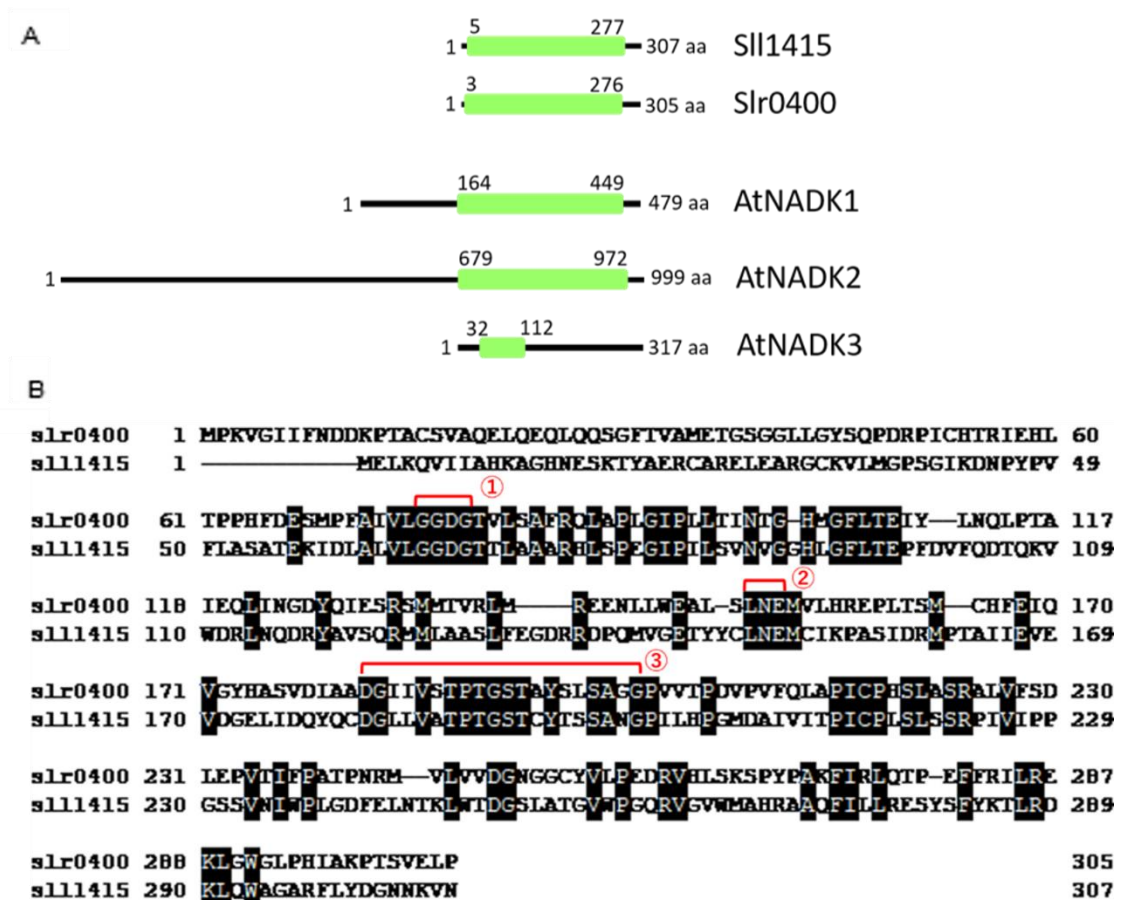 A
5 277
1 307 aa Sll1415
3 276
1 305 aa Slr0400
164 449
1 479 aa AtNADK1
679 972
1 999 aa AtNADK2
32 112
1 317 aa AtNADK3
B
slr0400 1 MPKVGIIFNDDKPTACSVAQELQEQLQQSGFTVAMETGSGGLLGYSQPDRPICHTRIEHL 60
sll1415 1 -----------MELKQVIIAHKAGHNESKTYAERCARELEARGCKVLMGPSGIKDNPYPV 49
①
slr0400 61 TPPHFDESMPFAIVLGGDGTVLSAFRQLAPLGIPLLTINTG-HMGFLTEIY--LNQLPTA 117
sll1415 50 FLASATEKIDLALVLGGDGTTLAAARHLSPEGIPILSVNVGGHLGFLTEPFDVFQDTQKV 109
②
slr0400 118 IEQLINGDYQIESRSMMTVRLM----REENLLWEAL-SLNEMVLHREPLTSM--CHFEIQ 170
sll1415 110 WDRLNQDRYAVSQRMMLAASLFEGDRRDPQMVGETYYCLNEMCIKPASIDRMPTAIIEVE 169
③
slr0400 171 VGYHASVDIAADGIIVSTPTGSTAYSLSAGGPVVTPDVPVFQLAPICPHSLASRALVFSD 230
sll1415 170 VDGELIDQYQCDGLLVATPTGSTCYTSSANGPILHPGMDAIVITPICPLSLSSRPIVIPP 229
slr0400 231 LEPVTIFPATPNRM--VLVVDGNGGCYVLPEDRVHLSKSPYPAKFIRLQTP-EFFRILRE 287
sll1415 230 GSSVNIWPLGDFELNTKLWTDGSLATGVWPGQRVGVWMAHRAAQFILLRESYSFYKTLRD 289
slr0400 288 KLGWGLPHIAKPTSVELP 305
sll1415 290 KLQWAGARFLYDGNNKVN 307